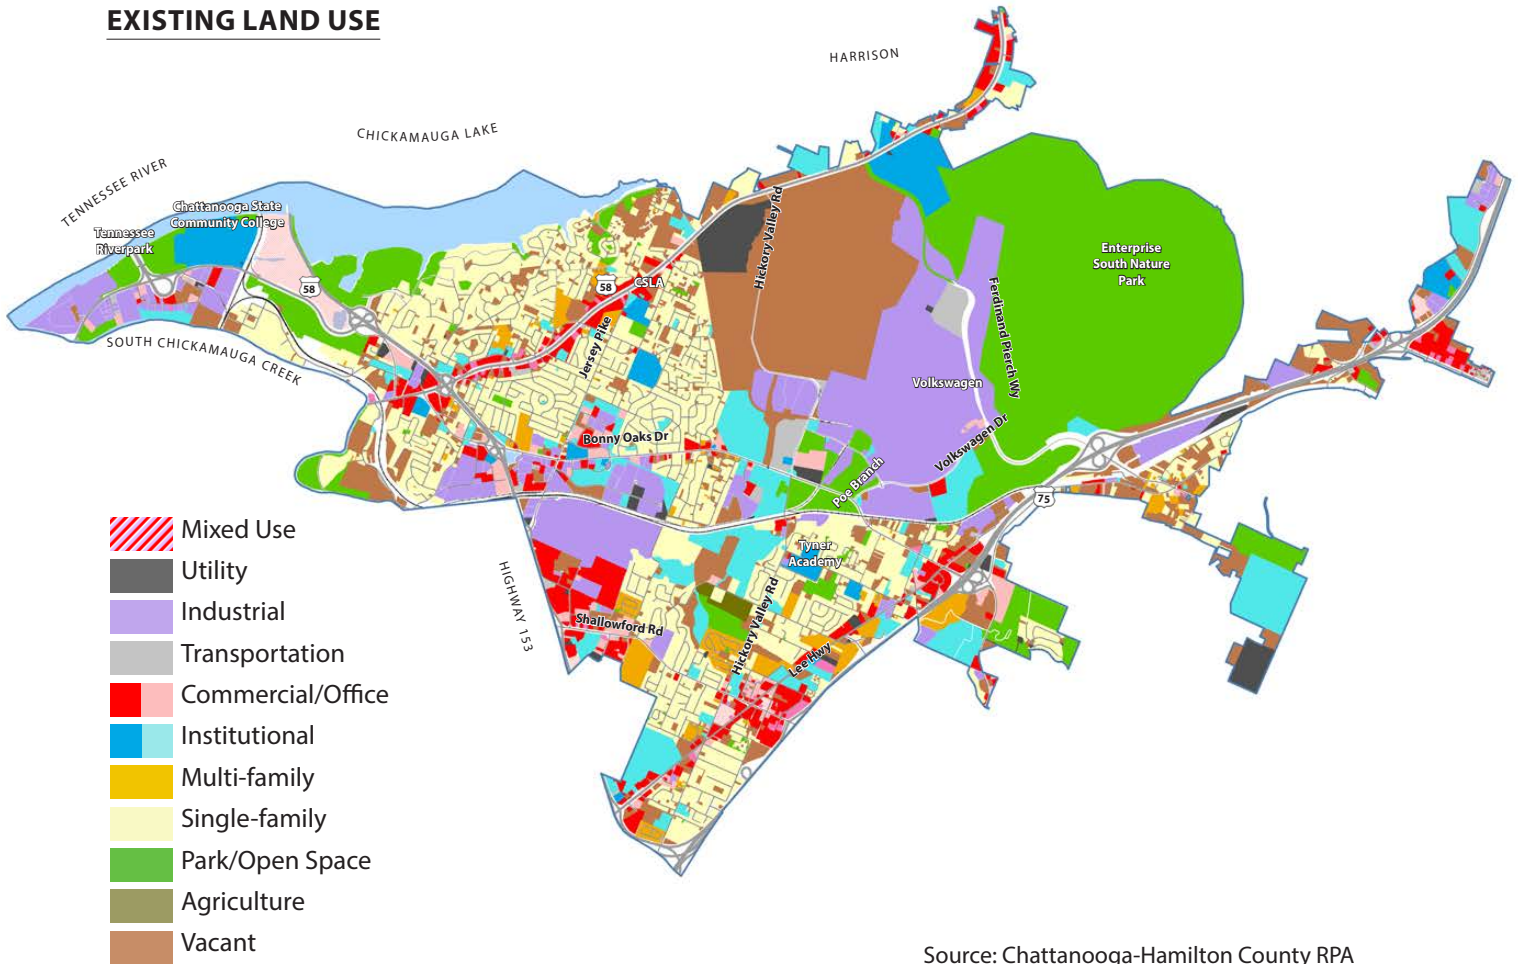 EXISTING LAND USE
HARRISON
CHICKAMAUGA LAKE
TENNESSEE RIVER
Chattanooga State
Community College
Tennessee
Riverpark
58
58
CSLA
Hickory Valley Rd
Enterprise
South Nature
Park
Ferdinand Pierch Wy
SOUTH CHICKAMAUGA CREEK
Jersey Pike
Volkswagen
Bonny Oaks Dr
Volkswagen Dr
Poe Branch
75
Tyner
Academy
HIGHWAY 153
Shallowford Rd
Hickory Valley Rd
Lee Hwy
Mixed Use
Utility
Industrial
Transportation
Commercial/Office
Institutional
Multi-family
Single-family
Park/Open Space
Agriculture
Vacant
Source: Chattanooga-Hamilton County RPA